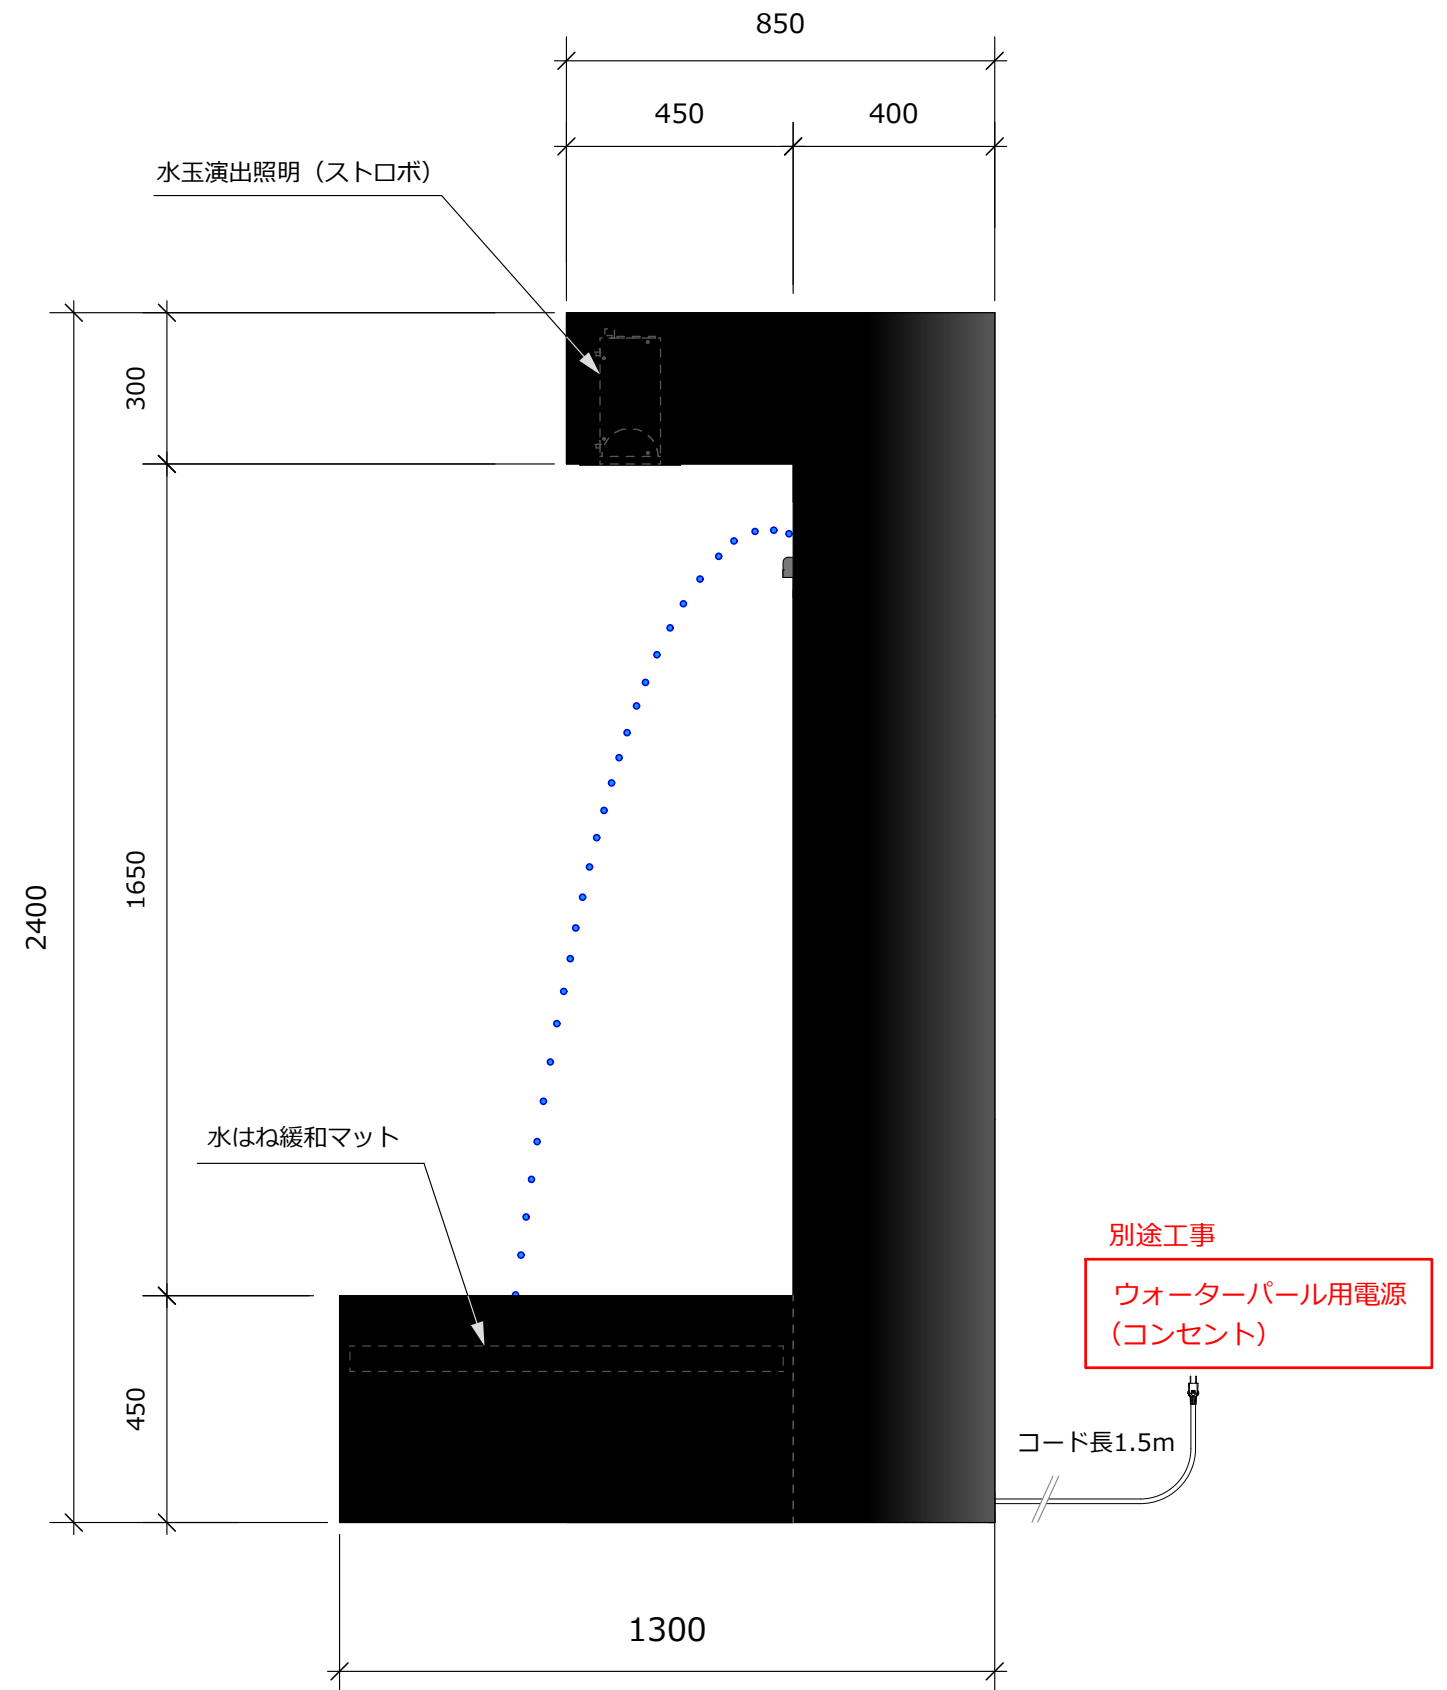 850
450
400
水玉演出照明（ストロボ）
300
1650
2400
水はね緩和マット
別途工事
ウォーターパール用電源
（コンセント）
450
コード長1.5m
1300